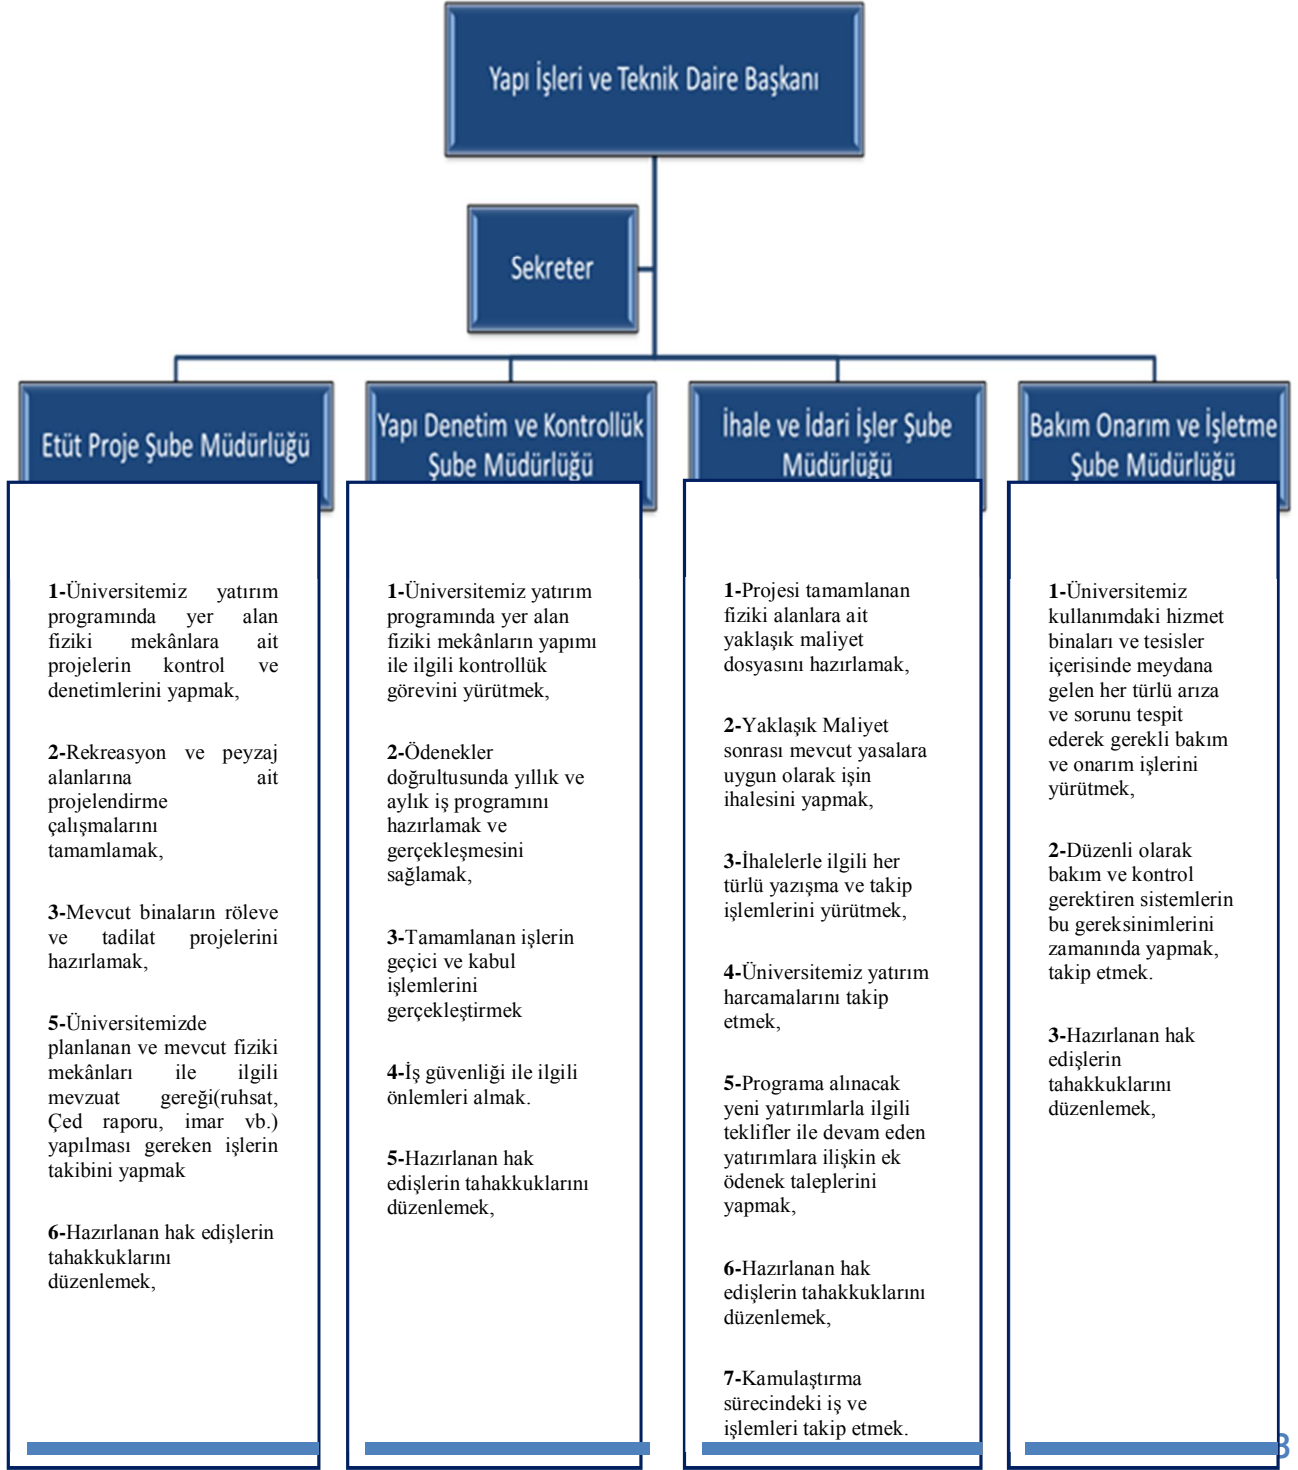 Yapı İşleri ve Teknik Daire Başkanı
Sekreter
Etüt Proje Şube Müdürlüğü
1-Üniversitemiz yatırım
programında yer alan
fiziki mekânlara ait
projelerin kontrol ve
denetimlerini yapmak,
2-Rekreasyon ve peyzaj
alanlarına ait
projelendirme
çalışmalarını
tamamlamak,
3-Mevcut binaların röleve
ve tadilat projelerini
hazırlamak,
5-Üniversitemizde
planlanan ve mevcut fiziki
mekânları ile ilgili
mevzuat gereği(ruhsat,
Çed raporu, imar vb.)
yapılması gereken işlerin
takibini yapmak
6-Hazırlanan hak edişlerin
tahakkuklarını
düzenlemek,
Yapı Denetim ve Kontrollük
Şube Müdürlüğü
1-Üniversitemiz yatırım
programında yer alan
fiziki mekânların yapımı
ile ilgili kontrollük
görevini yürütmek,
2-Ödenekler
doğrultusunda yıllık ve
aylık iş programını
hazırlamak ve
gerçekleşmesini
sağlamak,
3-Tamamlanan işlerin
geçici ve kabul
işlemlerini
gerçekleştirmek
4-İş güvenliği ile ilgili
önlemleri almak.
5-Hazırlanan hak
edişlerin tahakkuklarını
düzenlemek,
İhale ve İdari İşler Şube
Müdürlüğü
1-Projesi tamamlanan
fiziki alanlara ait
yaklaşık maliyet
dosyasını hazırlamak,
2-Yaklaşık Maliyet
sonrası mevcut yasalara
uygun olarak işin
ihalesini yapmak,
3-İhalelerle ilgili her
türlü yazışma ve takip
işlemlerini yürütmek,
4-Üniversitemiz yatırım
harcamalarını takip
etmek,
5-Programa alınacak
yeni yatırımlarla ilgili
teklifler ile devam eden
yatırımlara ilişkin ek
ödenek taleplerini
yapmak,
6-Hazırlanan hak
edişlerin tahakkuklarını
düzenlemek,
7-Kamulaştırma
sürecindeki iş ve
işlemleri takip etmek.
Bakım Onarım ve İşletme
Şube Müdürlüğü
1-Üniversitemiz
kullanımdaki hizmet
binaları ve tesisler
içerisinde meydana
gelen her türlü arıza
ve sorunu tespit
ederek gerekli bakım
ve onarım işlerini
yürütmek,
2-Düzenli olarak
bakım ve kontrol
gerektiren sistemlerin
bu gereksinimlerini
zamanında yapmak,
takip etmek.
3-Hazırlanan hak
edişlerin
tahakkuklarını
düzenlemek,